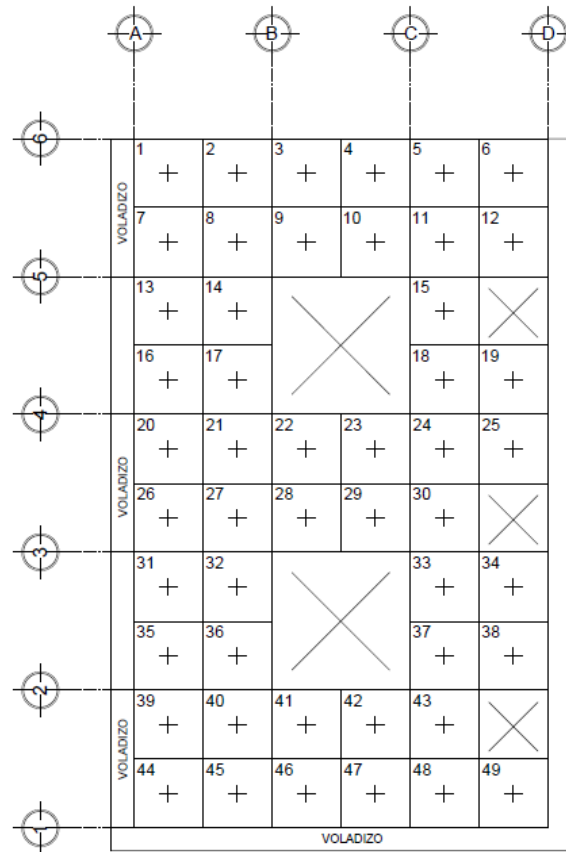 A B C D
6
1 2 3 4 5 6
VOLADIZO
7 8 9 10 11 12
5
13 14 15
16 17 18 19
4
20 21 22 23 24 25
VOLADIZO
26 27 28 29 30
3
31 32 33 34
35 36 37 38
2
39 40 41 42 43
VOLADIZO
44 45 46 47 48 49
1
VOLADIZO